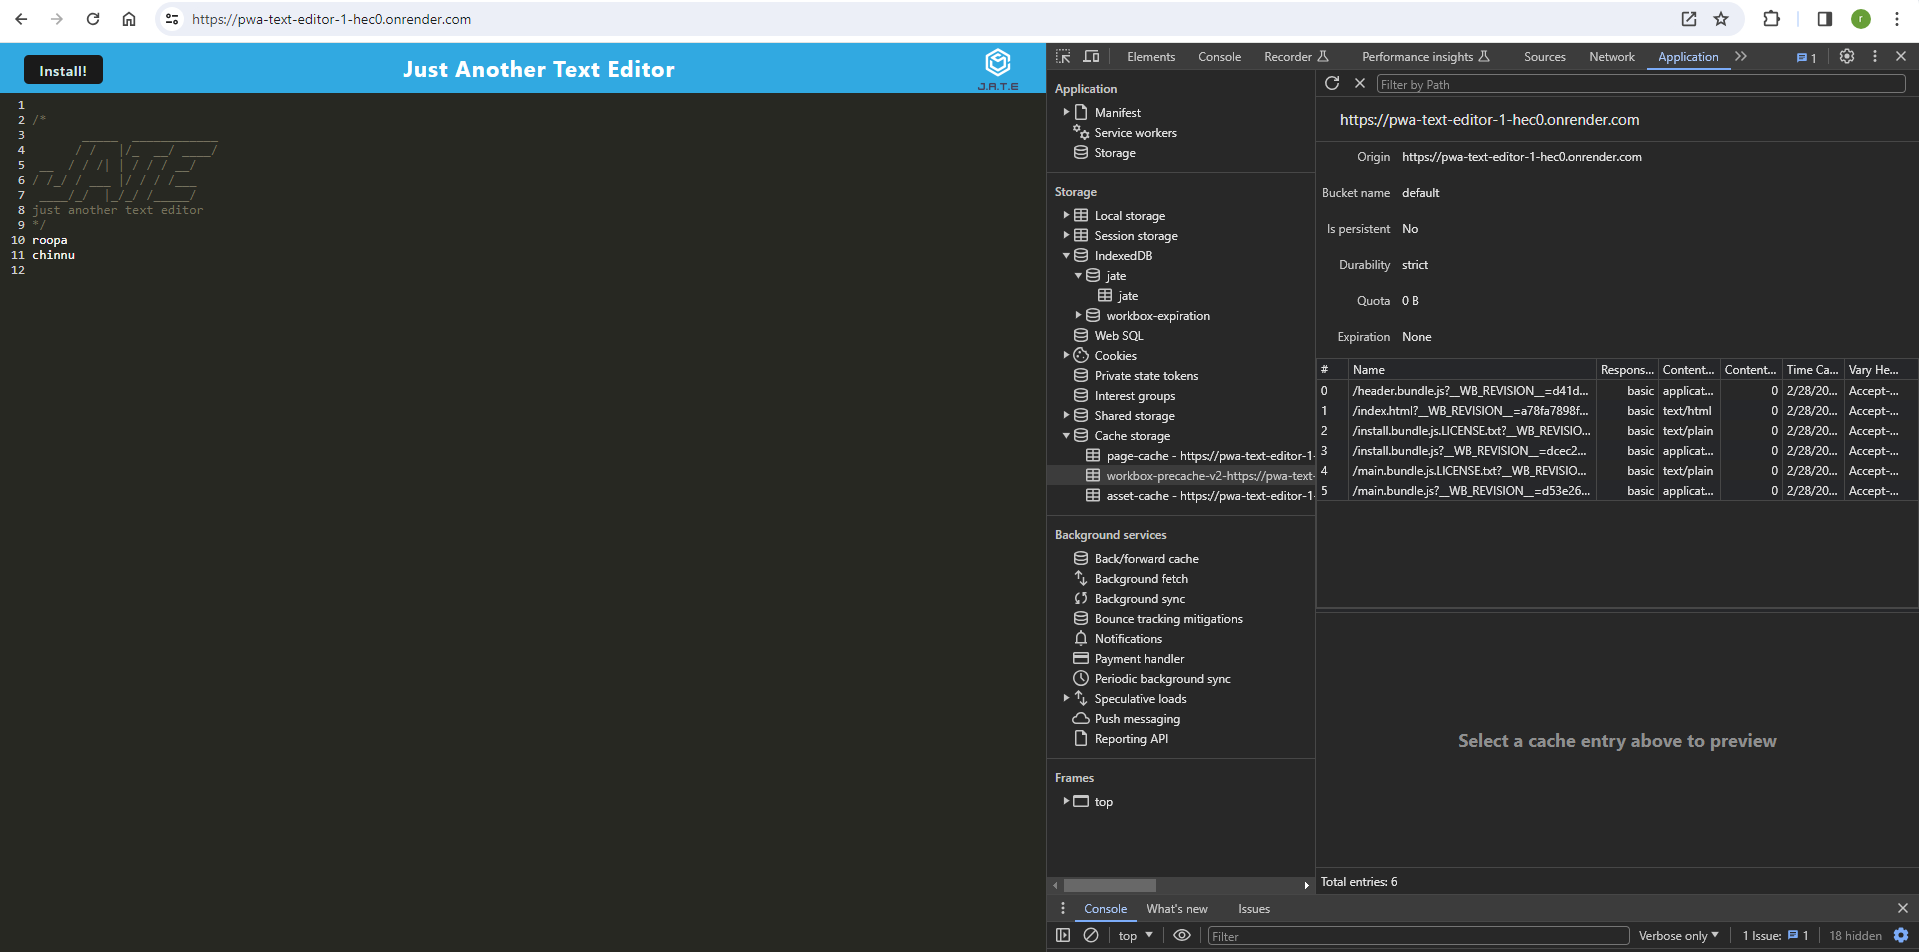 https://pwa-text-editor-1-hec0.onrender.com
r
Install!
Just Another Text Editor
J.A.T.E
1
2 /*
3       _____  ____________
4      / /   |/_  __/ ____/
5 __  / / /| | / / / __/
6 / /_/ / ___ |/ / / /___
7 ____/_/  |_/_/ /_____/
8 just another text editor
9 */
10 roopa
11 chinnu
12
Elements Console Recorder Performance insights Sources Network Application 1
Application
Manifest
Service workers
Storage
Storage
Local storage
Session storage
IndexedDB
jate
jate
workbox-expiration
Web SQL
Cookies
Private state tokens
Interest groups
Shared storage
Cache storage
page-cache - https://pwa-text-editor-1-
workbox-precache-v2-https://pwa-text-
asset-cache - https://pwa-text-editor-1-
Background services
Back/forward cache
Background fetch
Background sync
Bounce tracking mitigations
Notifications
Payment handler
Periodic background sync
Speculative loads
Push messaging
Reporting API
Frames
top
Filter by Path
https://pwa-text-editor-1-hec0.onrender.com
Origin https://pwa-text-editor-1-hec0.onrender.com
Bucket name default
Is persistent No
Durability strict
Quota 0 B
Expiration None
# Name Respons... Content... Content... Time Ca... Vary He...
0 /header.bundle.js?__WB_REVISION__=d41d... basic applicat... 0 2/28/20... Accept-...
1 /index.html?__WB_REVISION__=a78fa7898f... basic text/html 0 2/28/20... Accept-...
2 /install.bundle.js.LICENSE.txt?__WB_REVISIO... basic text/plain 0 2/28/20... Accept-...
3 /install.bundle.js?__WB_REVISION__=dcec2... basic applicat... 0 2/28/20... Accept-...
4 /main.bundle.js.LICENSE.txt?__WB_REVISIO... basic text/plain 0 2/28/20... Accept-...
5 /main.bundle.js?__WB_REVISION__=d53e26... basic applicat... 0 2/28/20... Accept-...
Select a cache entry above to preview
Total entries: 6
Console What's new Issues
top Filter Verbose only 1 Issue: 1 18 hidden